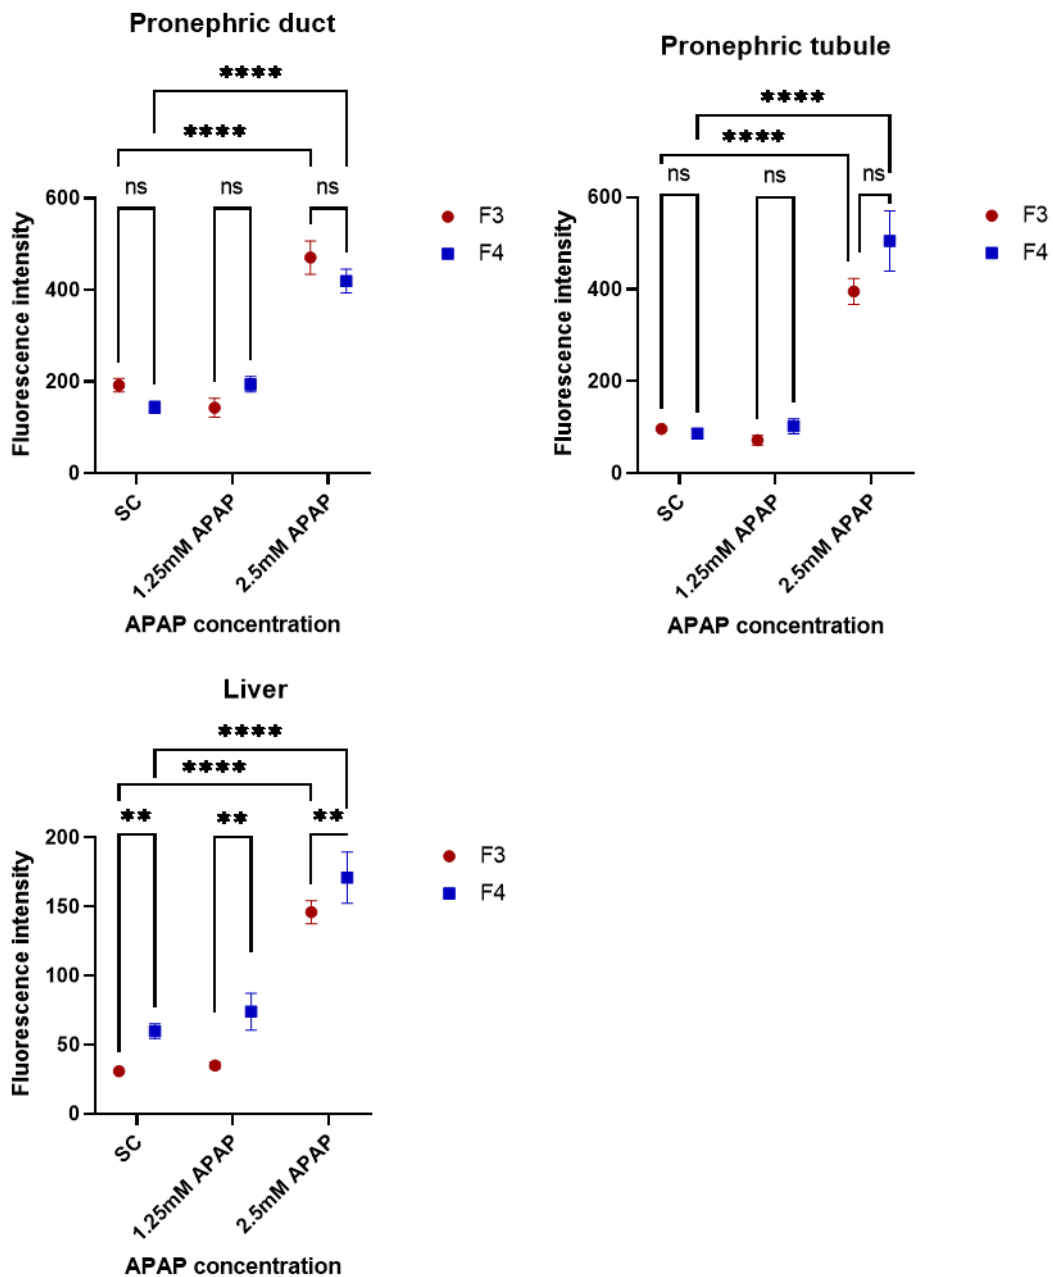 Pronephric duct
****
****
ns
ns
ns
600
400
200
0
Fluorescence intensity
SC
1.25mM APAP
2.5mM APAP
APAP concentration
F3
F4
Pronephric tubule
****
****
ns
ns
ns
600
400
200
0
Fluorescence intensity
SC
1.25mM APAP
2.5mM APAP
APAP concentration
F3
F4
Liver
****
****
**
**
**
200
150
100
50
0
Fluorescence intensity
SC
1.25mM APAP
2.5mM APAP
APAP concentration
F3
F4